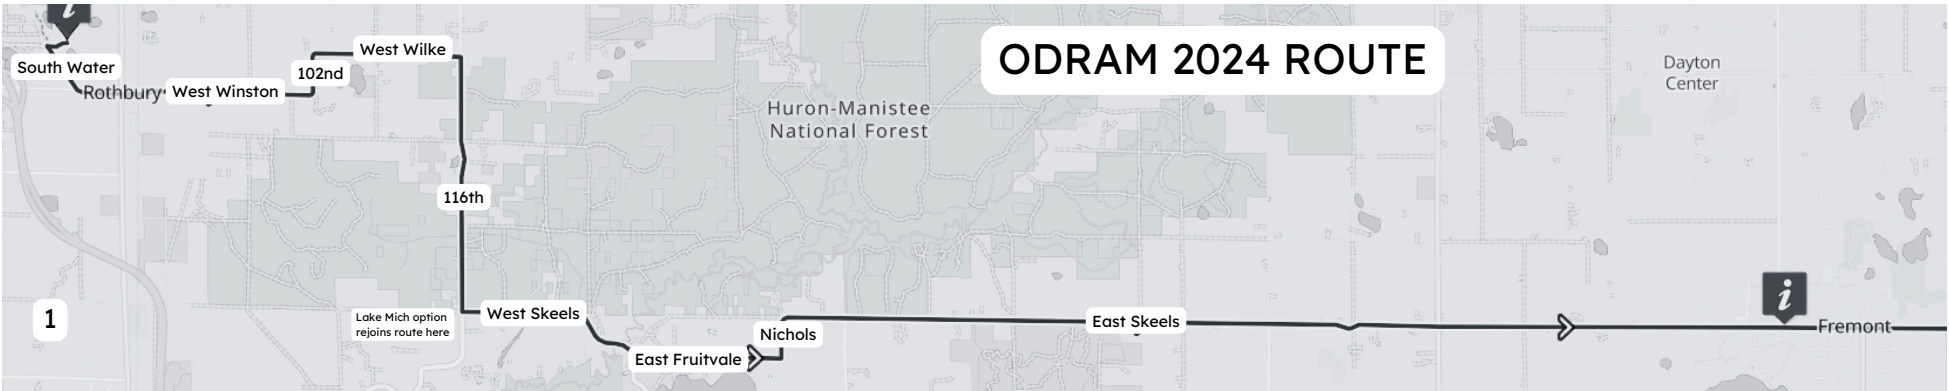 ODRAM 2024 ROUTE
West Wilke
South Water
102nd
Rothbury
West Winston
Dayton
Center
Huron-Manistee
National Forest
116th
i
i
1
Lake Mich option
rejoins route here
West Skeels
East Skeels
Nichols
Fremont
East Fruitvale